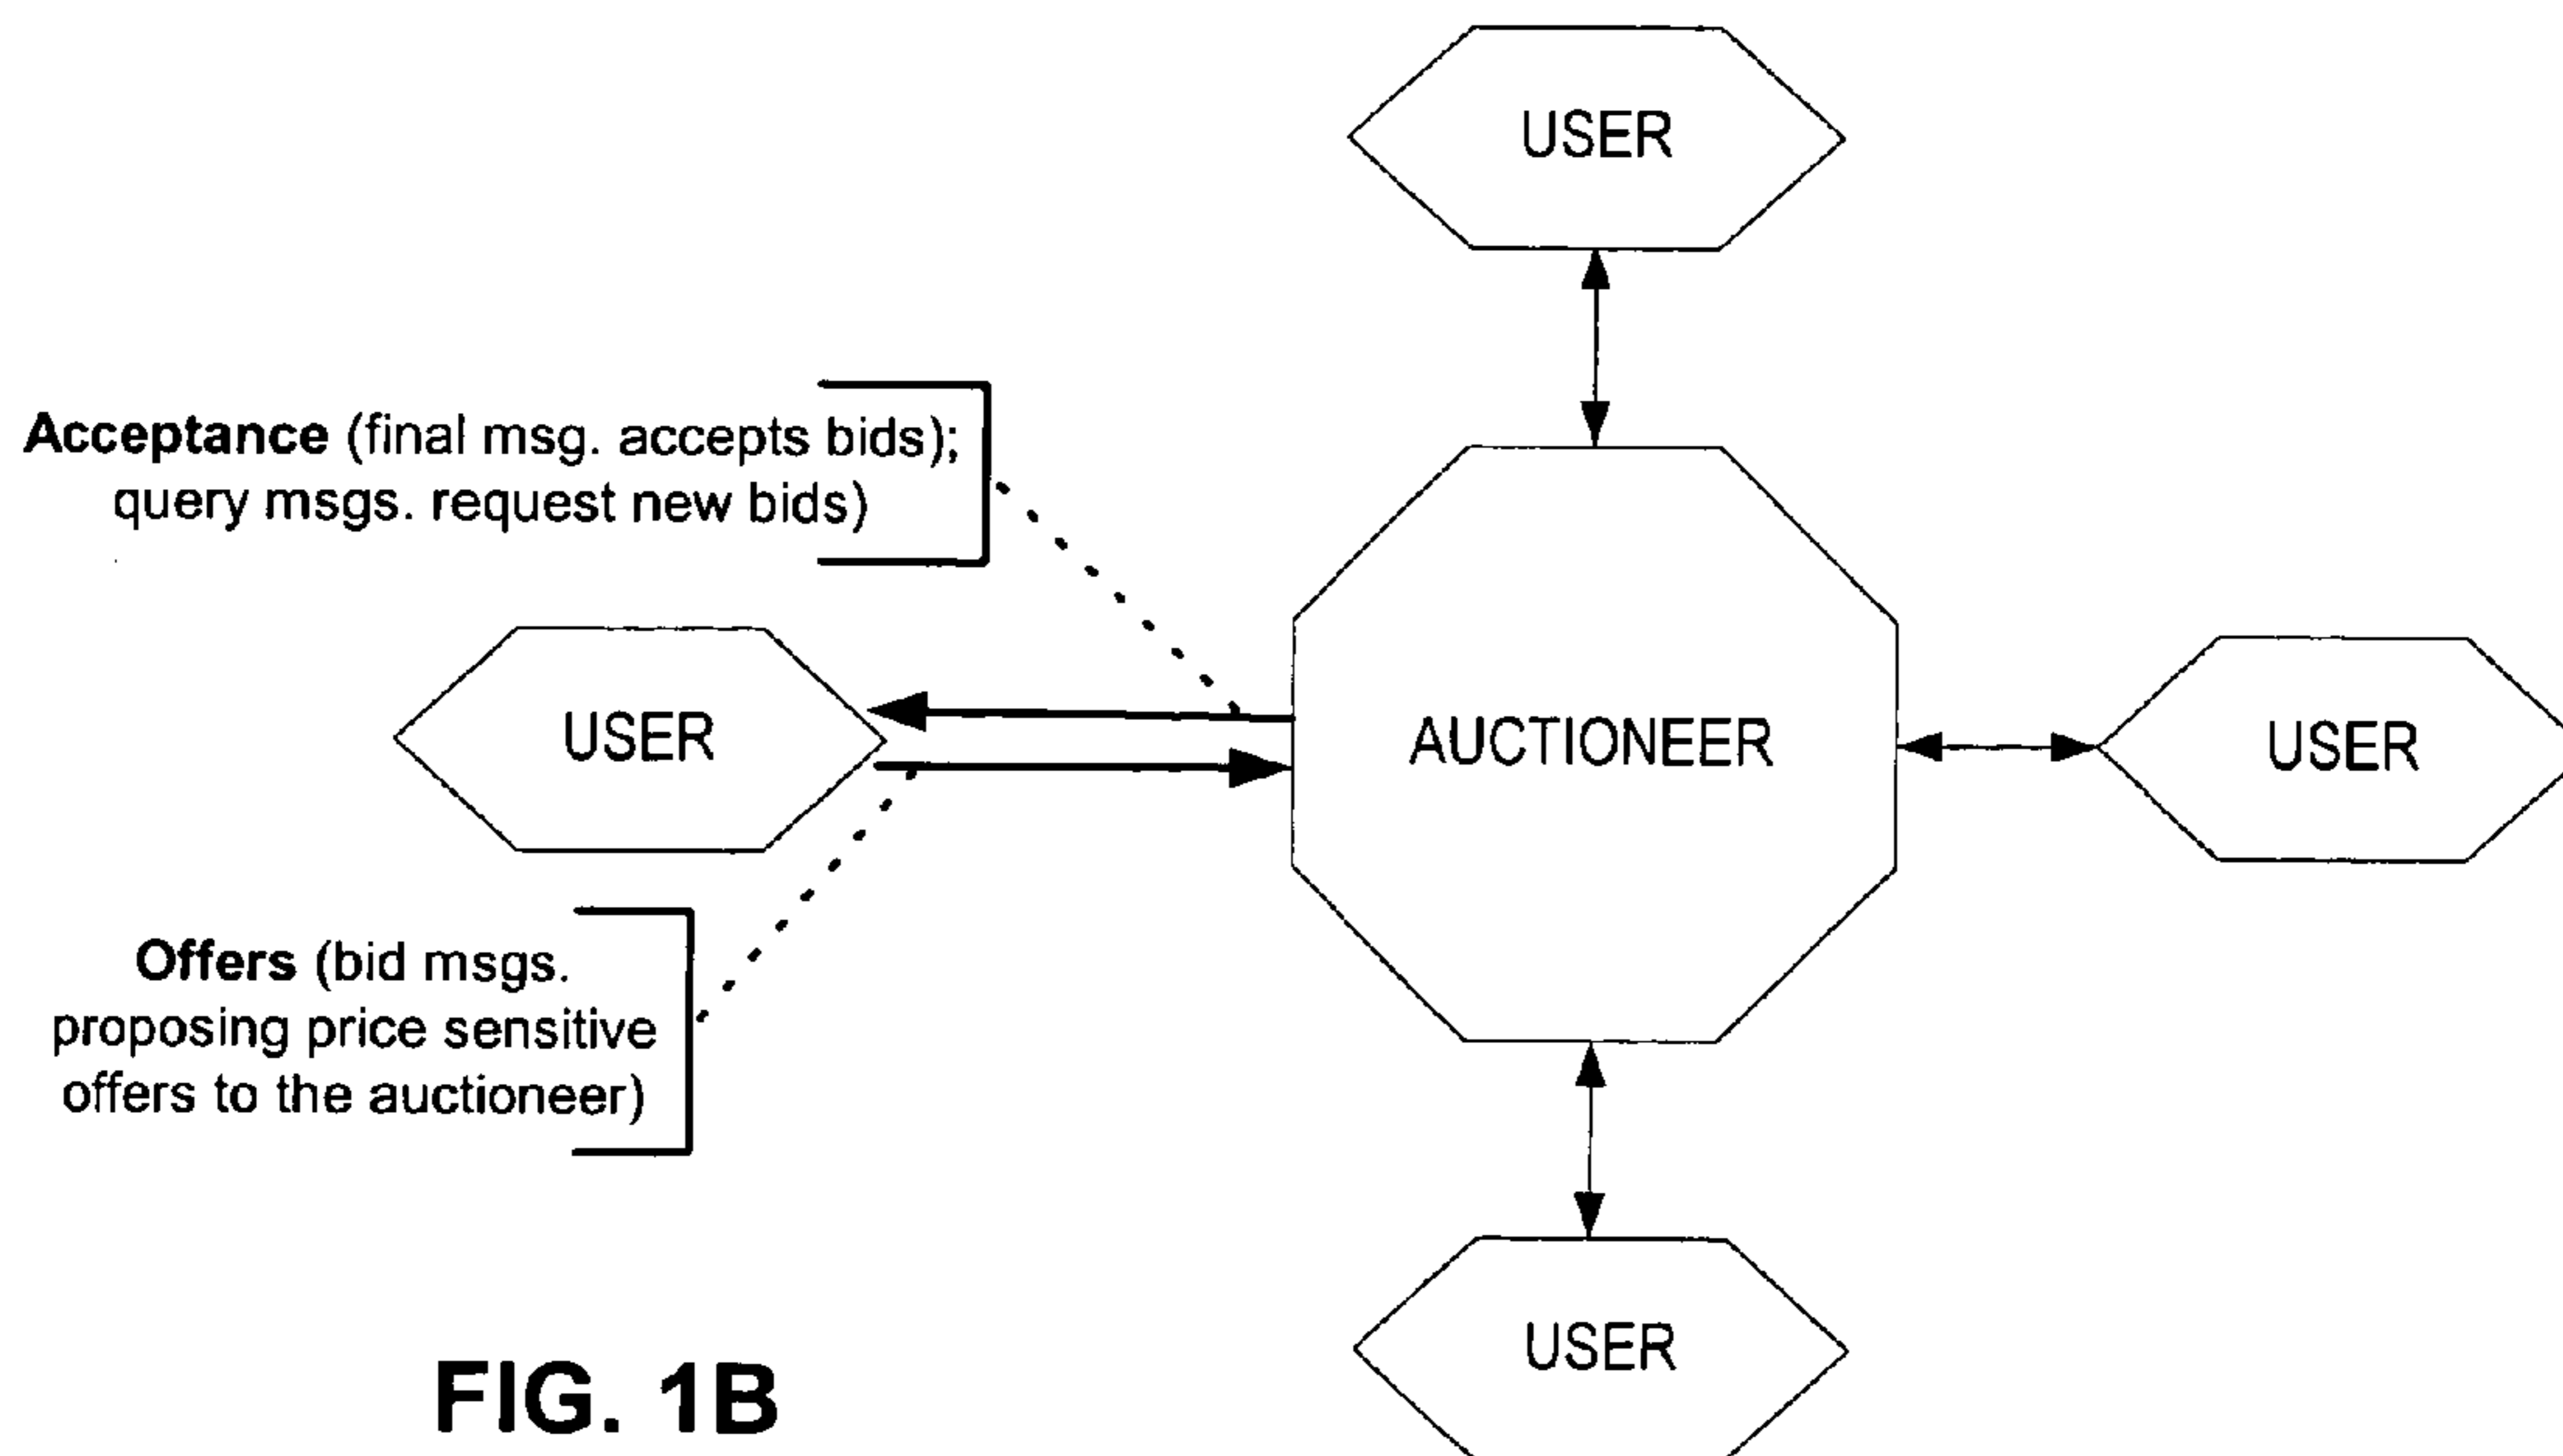 USER
Acceptance (final msg. accepts bids);
query msgs. request new bids)
USER
AUCTIONEER
USER
Offers (bid msgs.
proposing price sensitive
offers to the auctioneer)
USER
FIG. 1B